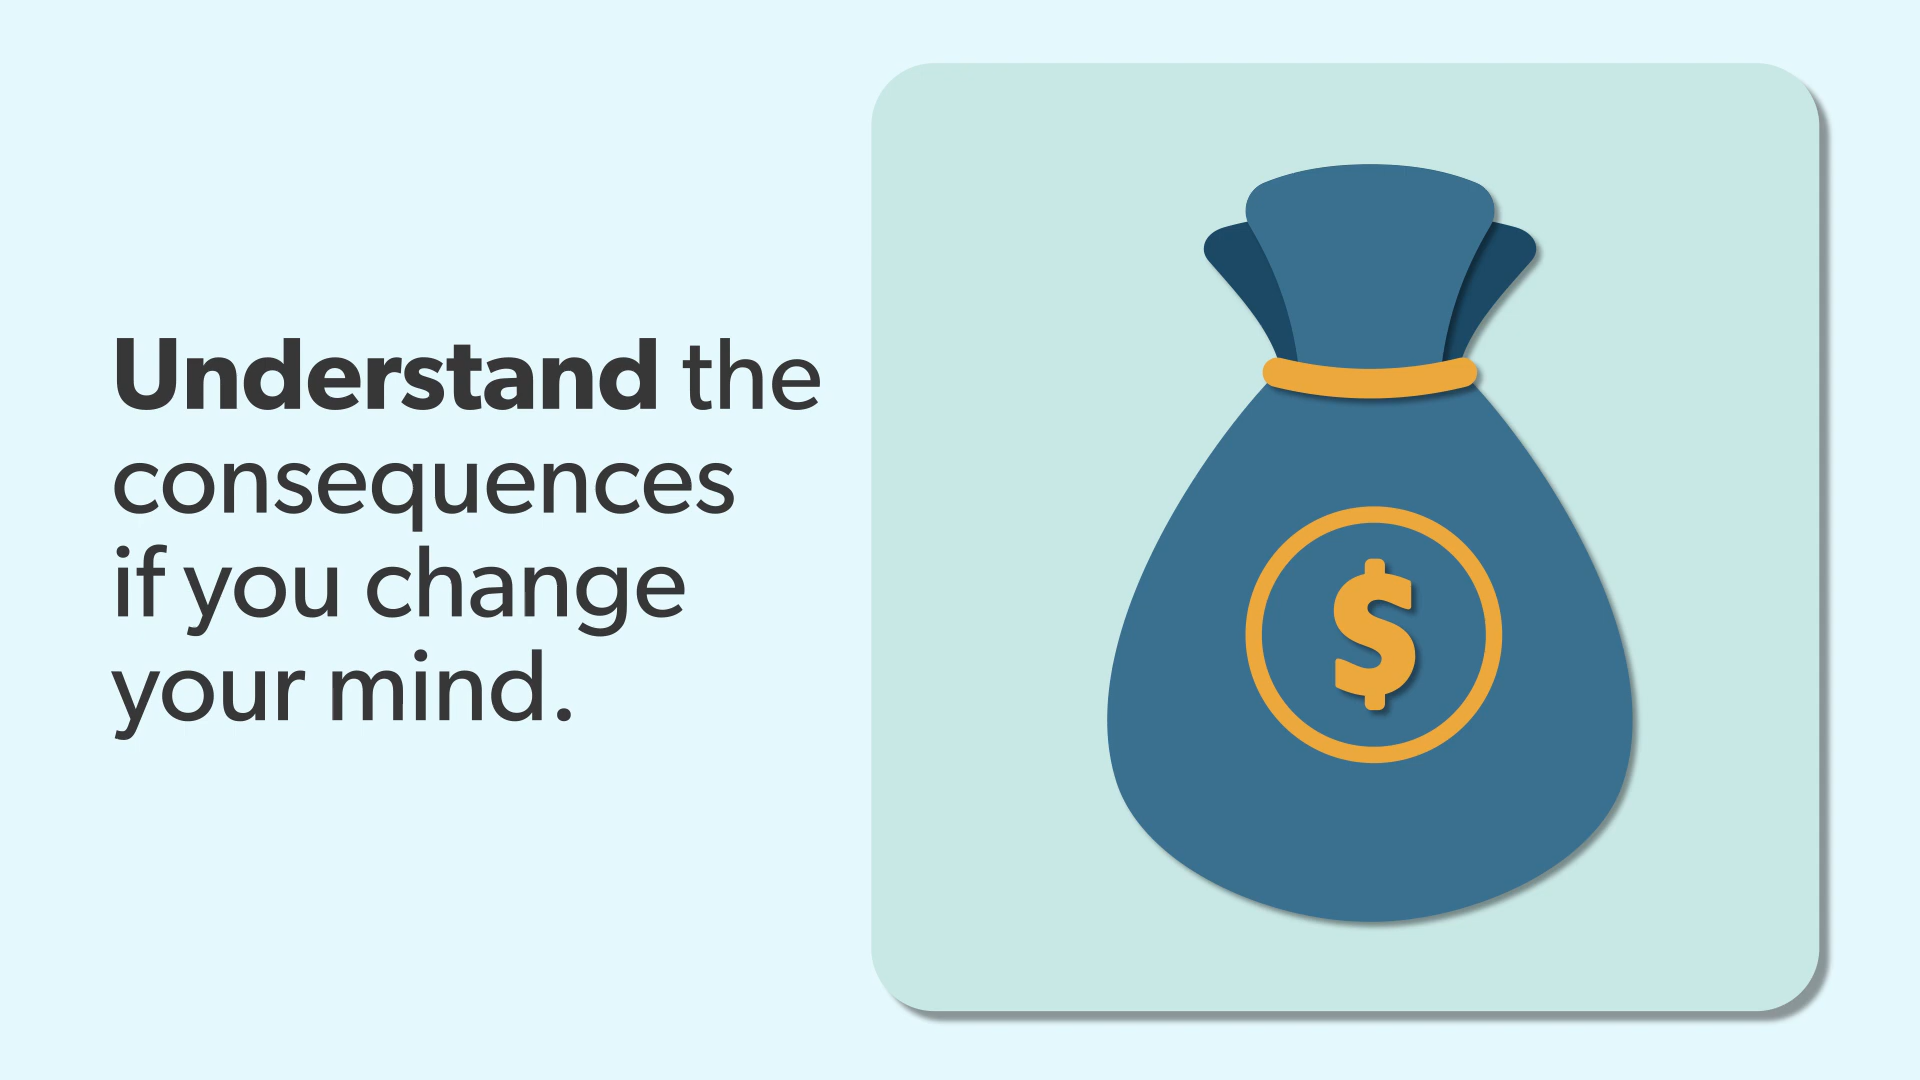 Understand the
consequences
if you change
your mind.
$